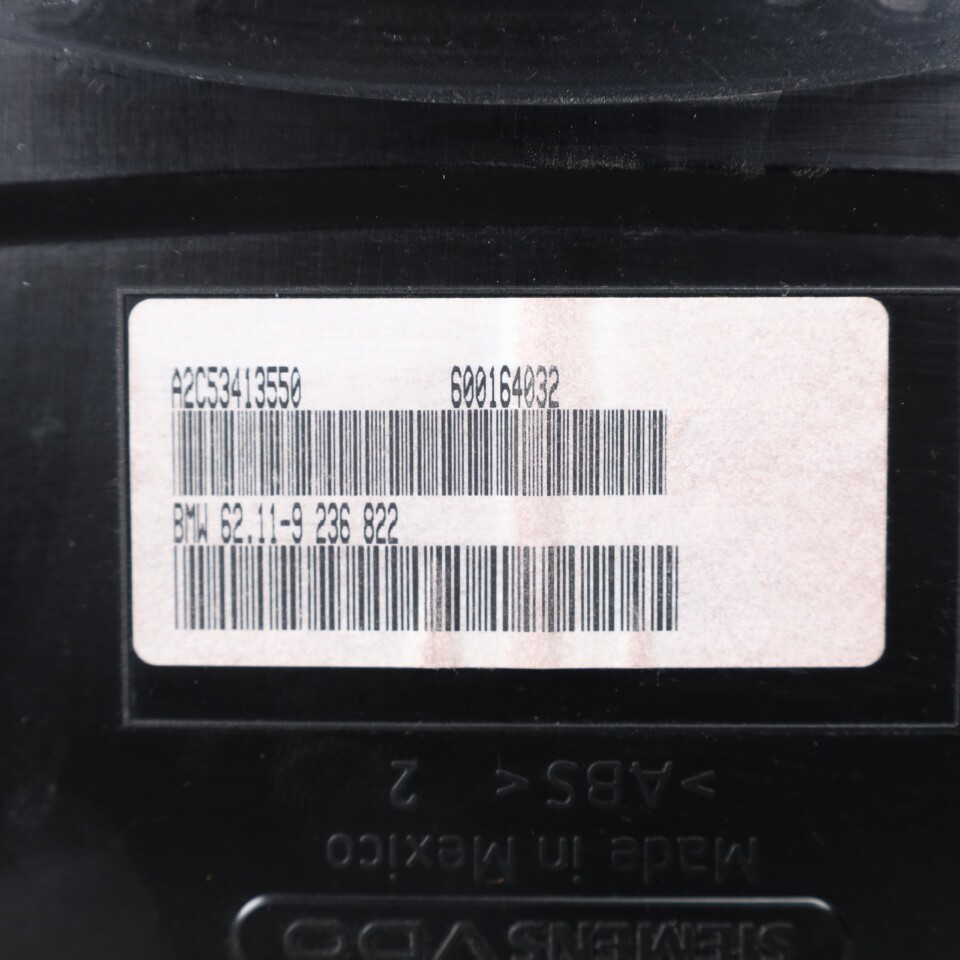 A2C53413550 600164032
BMW 62.11-9 236 822
>ABS< 2
Made in Mexico
SIEMENS VDO